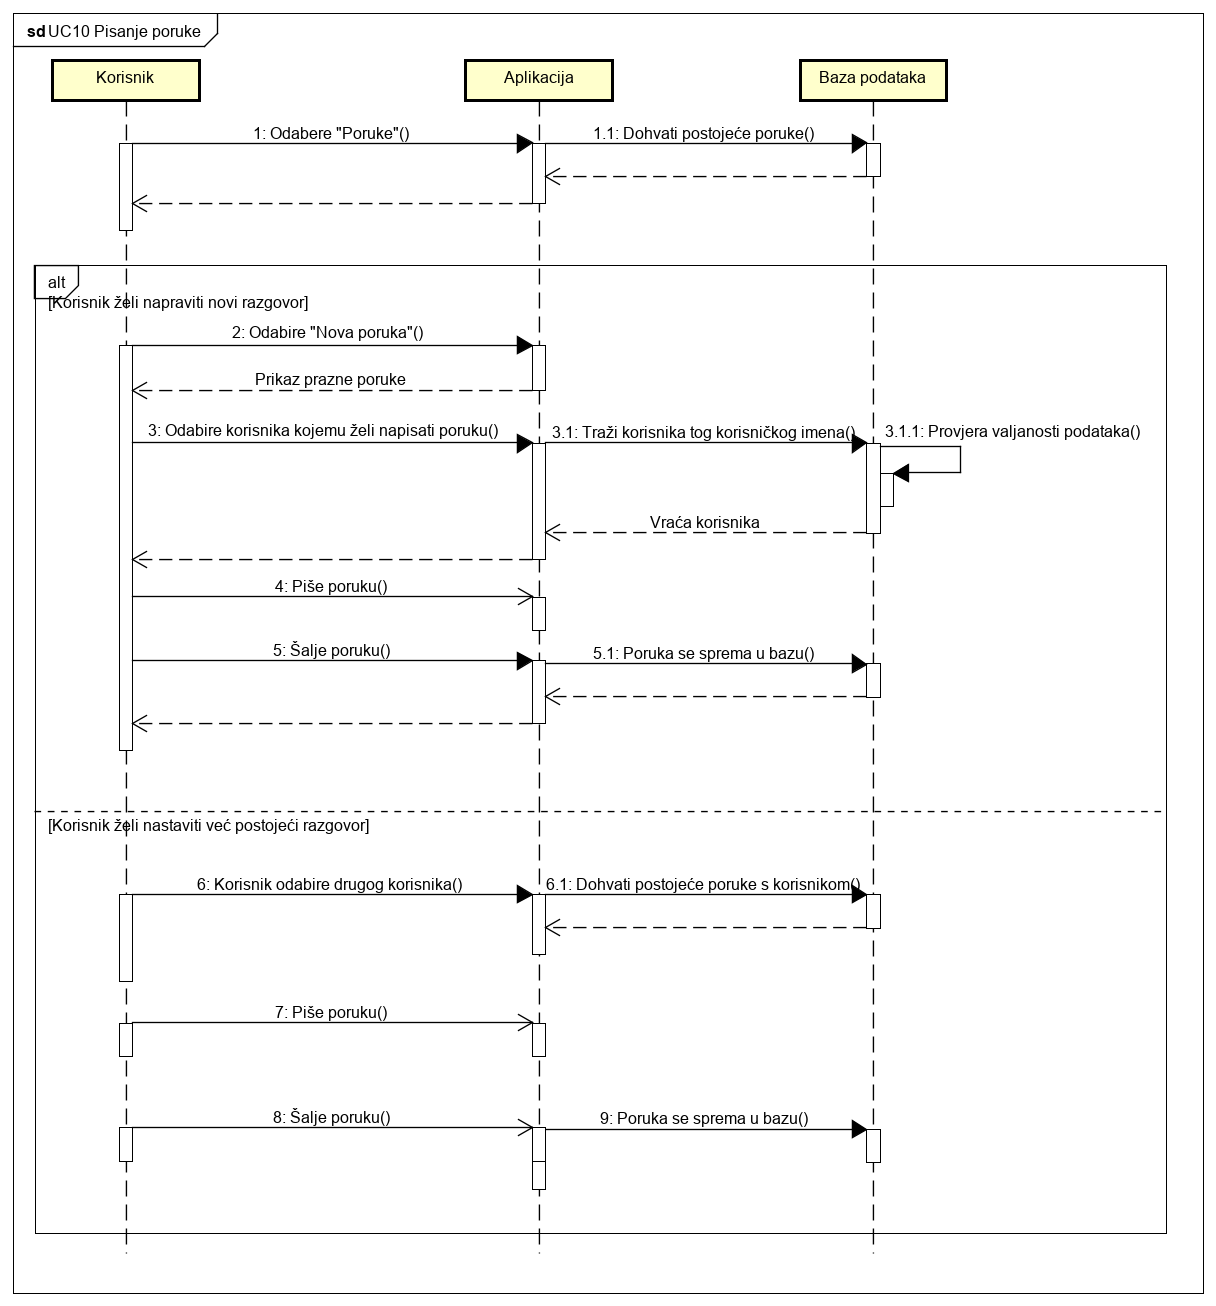 sd UC10 Pisanje poruke
Korisnik
Aplikacija
Baza podataka
1: Odabere "Poruke"()
1.1: Dohvati postojeće poruke()
alt
[Korisnik želi napraviti novi razgovor]
2: Odabire "Nova poruka"()
Prikaz prazne poruke
3: Odabire korisnika kojemu želi napisati poruku()
3.1: Traži korisnika tog korisničkog imena()
3.1.1: Provjera valjanosti podataka()
Vraća korisnika
4: Piše poruku()
5: Šalje poruku()
5.1: Poruka se sprema u bazu()
[Korisnik želi nastaviti već postojeći razgovor]
6: Korisnik odabire drugog korisnika()
6.1: Dohvati postojeće poruke s korisnikom()
7: Piše poruku()
8: Šalje poruku()
9: Poruka se sprema u bazu()